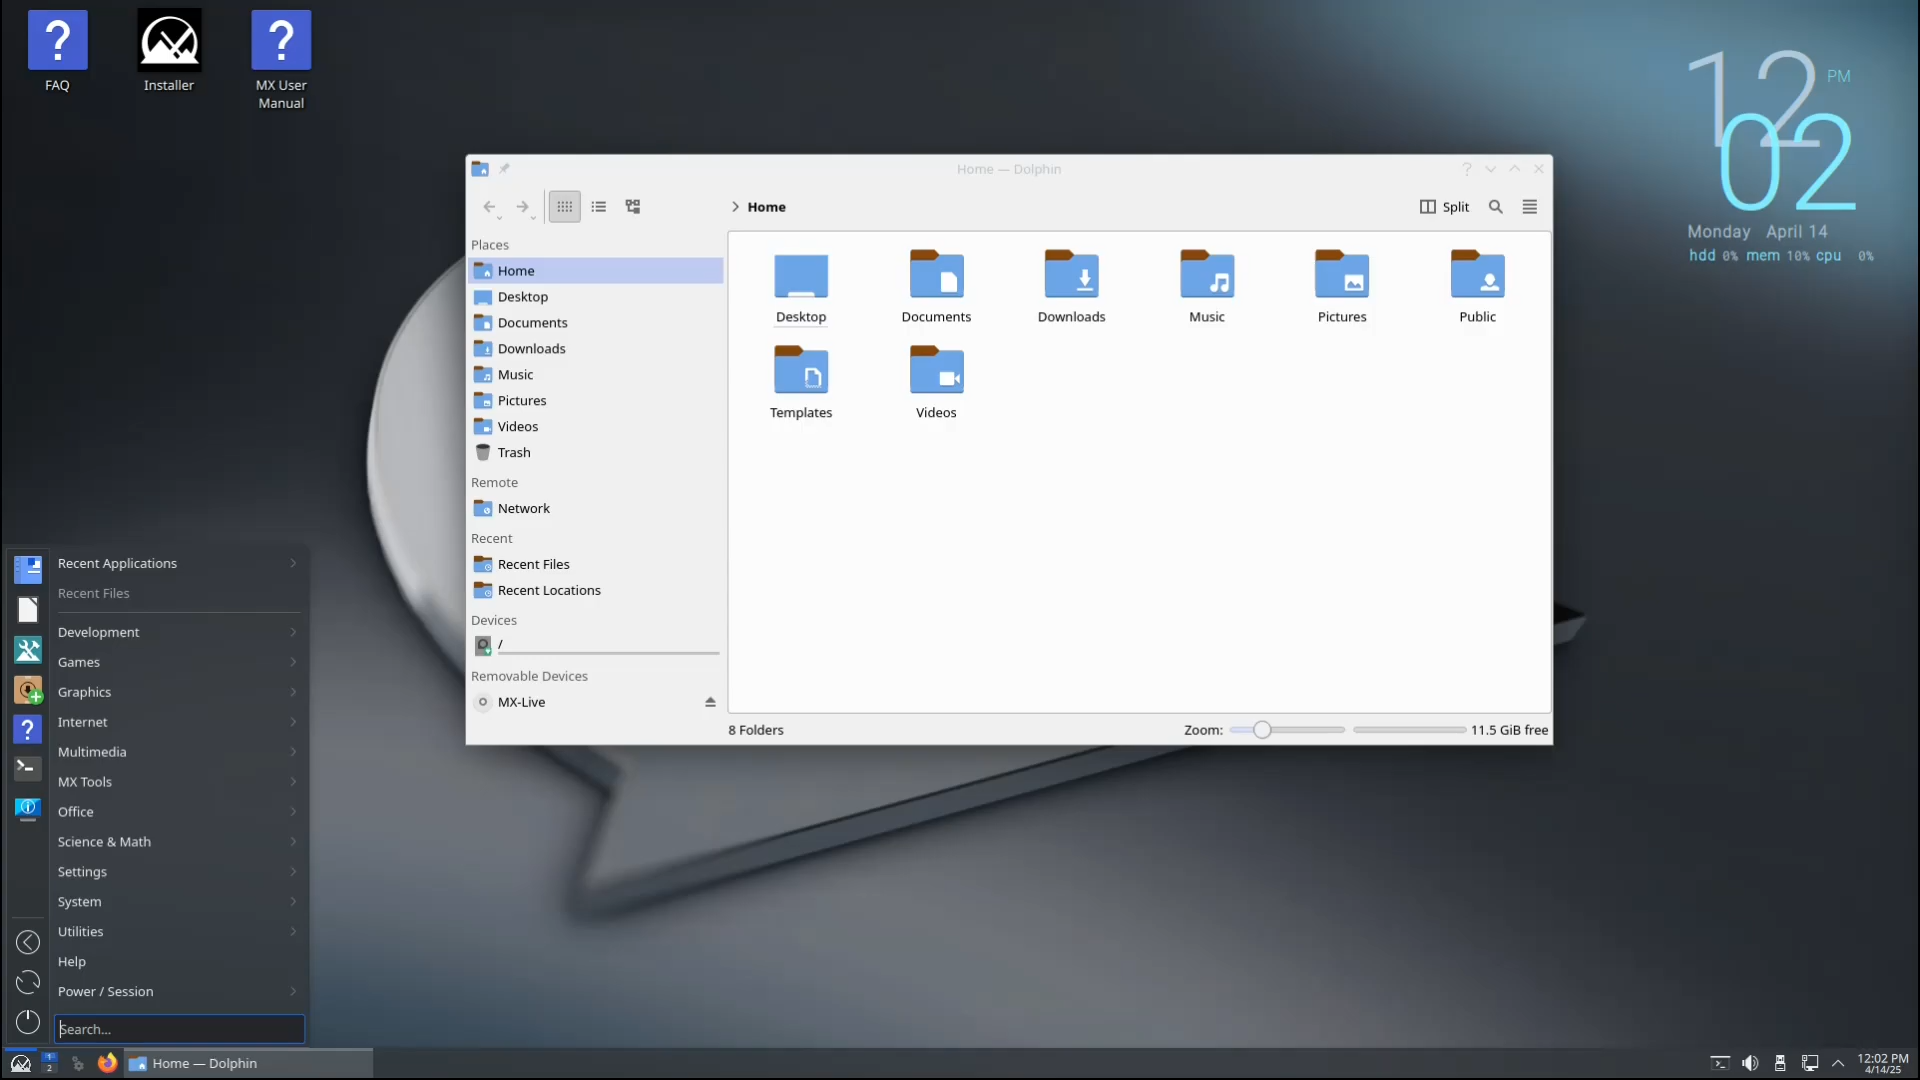 FAQ
Installer
MX User
Manual
12 PM
02
Monday April 14
hdd 0% mem 10% cpu 0%
Home — Dolphin
Home
Split
Places
Home
Desktop
Documents
Downloads
Music
Pictures
Videos
Trash
Remote
Network
Recent
Recent Files
Recent Locations
Devices
/
Removable Devices
MX-Live
Desktop
Documents
Downloads
Music
Pictures
Public
Templates
Videos
8 Folders
Zoom:
11.5 GiB free
Recent Applications
Recent Files
Development
Games
Graphics
Internet
Multimedia
MX Tools
Office
Science & Math
Settings
System
Utilities
Help
Power / Session
Search...
1
2
Home — Dolphin
12:02 PM
4/14/25